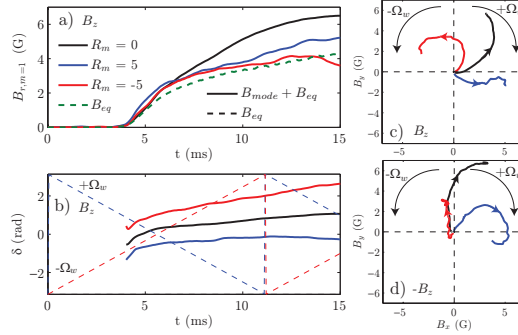 a) B_z
R_m = 0
R_m = 5
R_m = -5
B_eq
B_mode + B_eq
B_eq
B_{r,m=1} (G)
6
4
2
0
0 5 10 15
t (ms)
b) B_z
+Ω_w
-Ω_w
δ (rad)
2
0
-2
0 5 10 15
t (ms)
-Ω_w
+Ω_w
B_y (G)
6
4
2
0
-2
-4
-6
c) B_z
-5 0 5
-Ω_w
B_y (G)
6
4
2
0
-2
-4
-6
d) -B_z
-5 0 5
B_x (G)